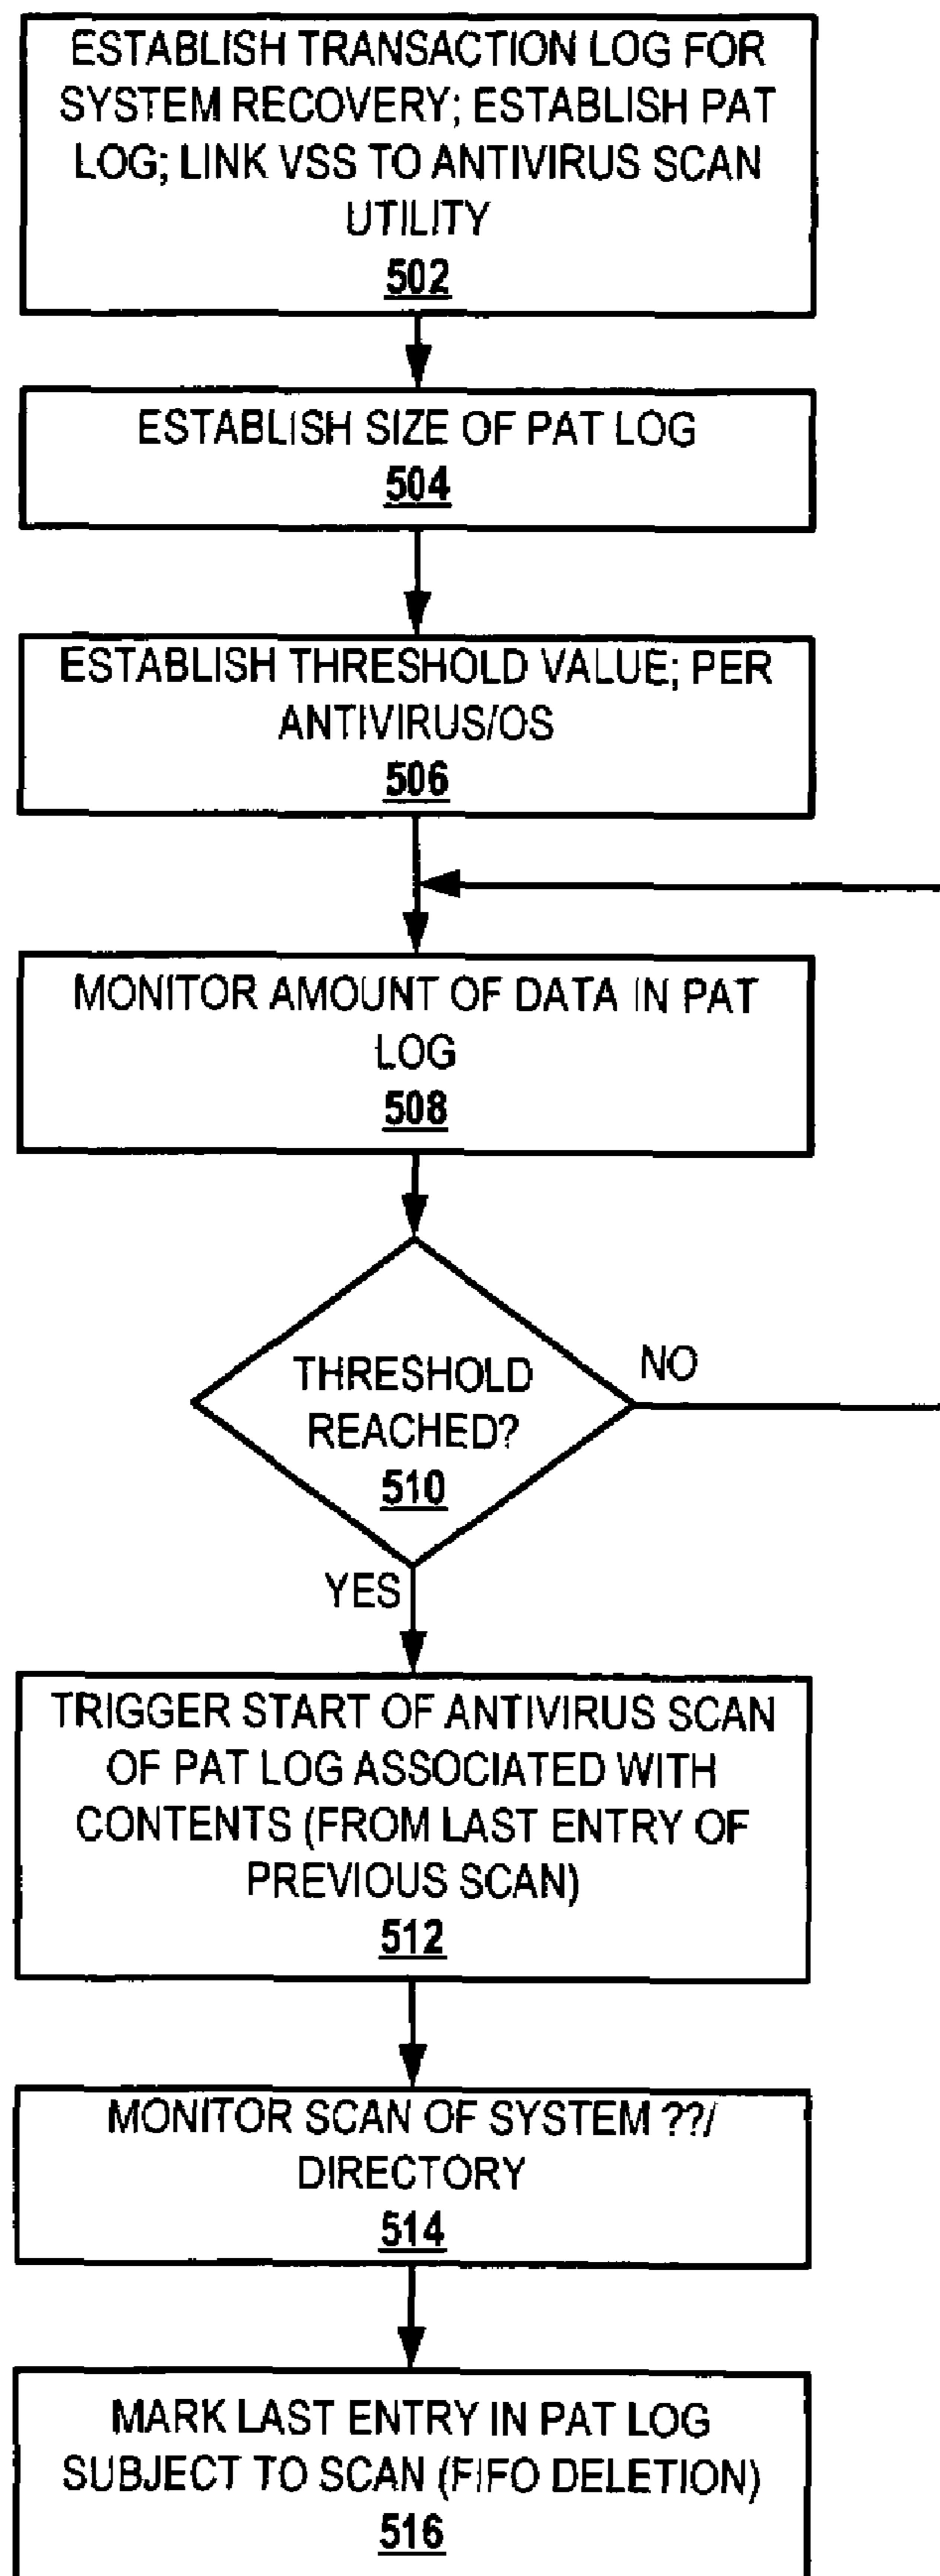 ESTABLISH TRANSACTION LOG FOR
SYSTEM RECOVERY; ESTABLISH PAT
LOG; LINK VSS TO ANTIVIRUS SCAN
UTILITY
502
ESTABLISH SIZE OF PAT LOG
504
ESTABLISH THRESHOLD VALUE; PER
ANTIVIRUS/OS
506
MONITOR AMOUNT OF DATA IN PAT
LOG
508
THRESHOLD
REACHED?
510
NO
YES
TRIGGER START OF ANTIVIRUS SCAN
OF PAT LOG ASSOCIATED WITH
CONTENTS (FROM LAST ENTRY OF
PREVIOUS SCAN)
512
MONITOR SCAN OF SYSTEM ??/
DIRECTORY
514
MARK LAST ENTRY IN PAT LOG
SUBJECT TO SCAN (FIFO DELETION)
516